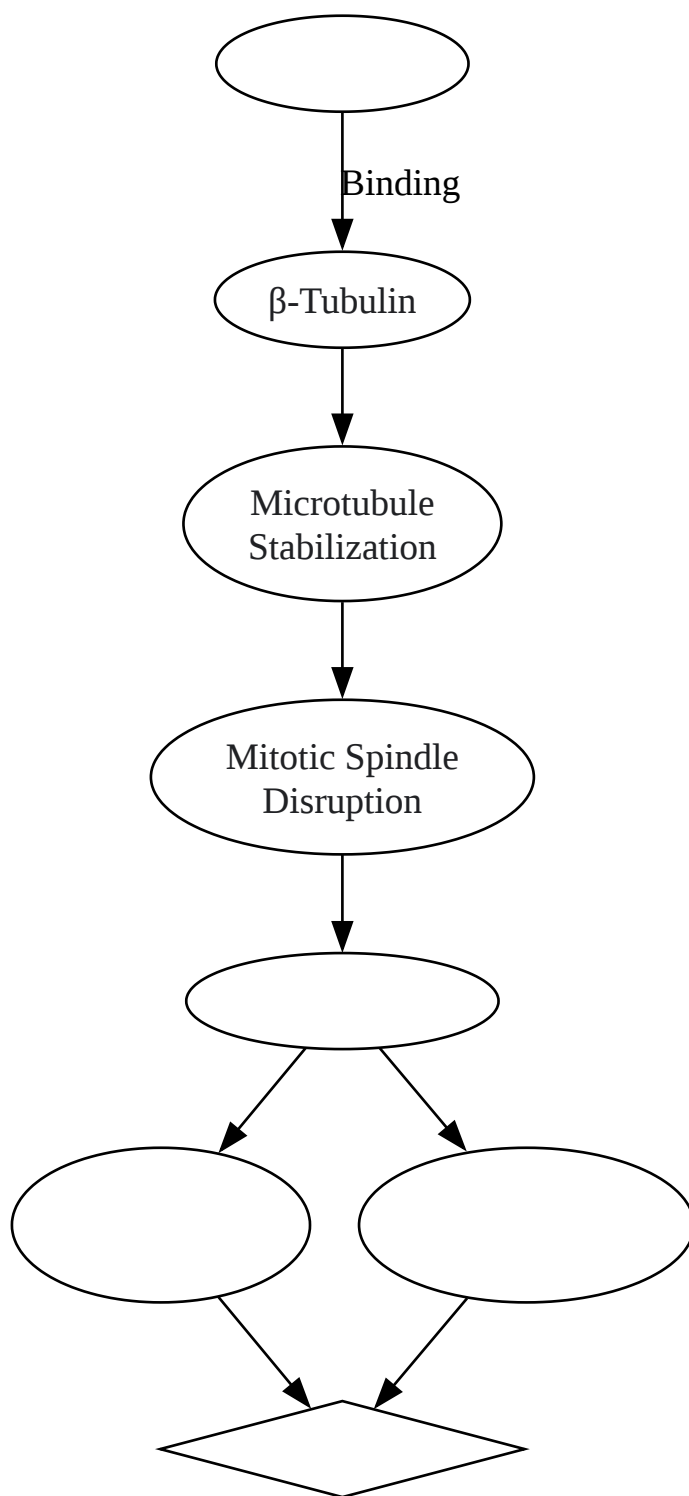 Binding
β-Tubulin
Microtubule
Stabilization
Mitotic Spindle
Disruption